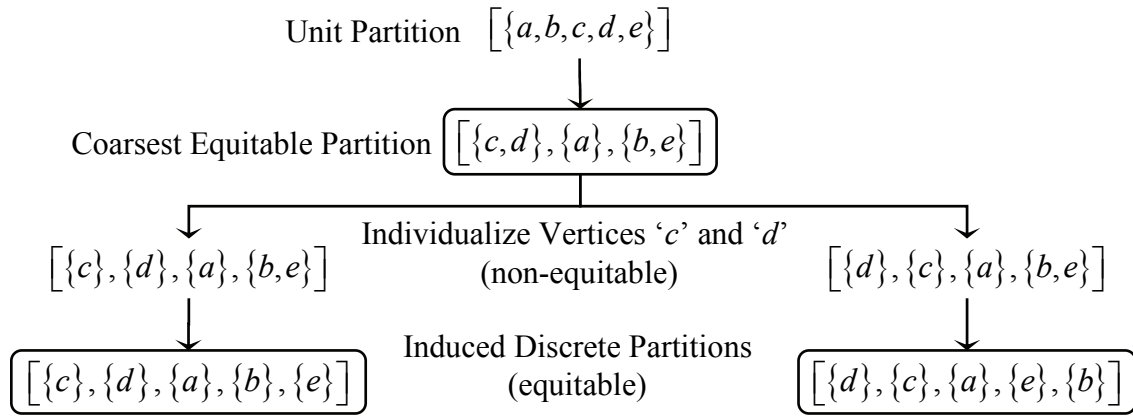 Unit Partition [{a,b,c,d,e}]
Coarsest Equitable Partition [{c,d},{a},{b,e}]
Individualize Vertices ‘c’ and ‘d’
(non-equitable)
[{c},{d},{a},{b,e}]
[{d},{c},{a},{b,e}]
Induced Discrete Partitions
(equitable)
[{c},{d},{a},{b},{e}]
[{d},{c},{a},{e},{b}]